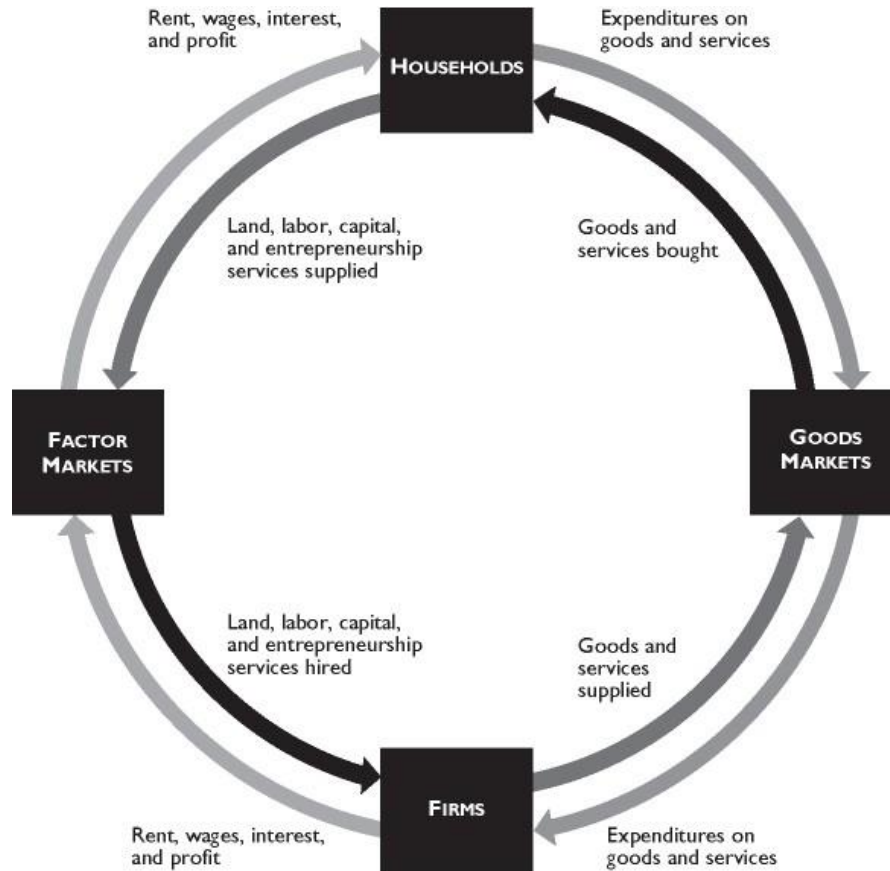 Rent, wages, interest,
and profit
Expenditures on
goods and services
HOUSEHOLDS
Land, labor, capital,
and entrepreneurship
services supplied
Goods and
services bought
FACTOR
MARKETS
GOODS
MARKETS
Land, labor, capital,
and entrepreneurship
services hired
Goods and
services
supplied
FIRMS
Rent, wages, interest,
and profit
Expenditures on
goods and services